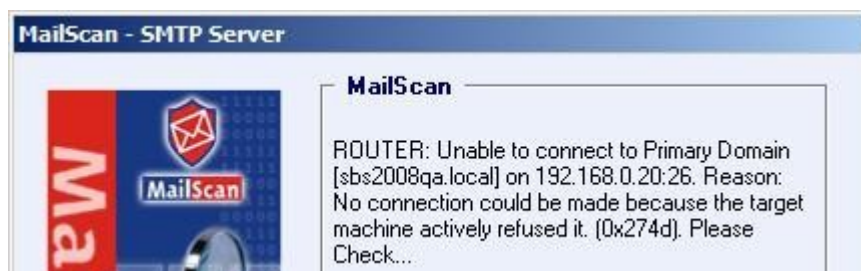 MailScan - SMTP Server
MailScan
ROUTER: Unable to connect to Primary Domain
[sbs2008qa.local] on 192.168.0.20:26. Reason:
No connection could be made because the target
machine actively refused it. (0x274d). Please
Check...
MailScan
Ma